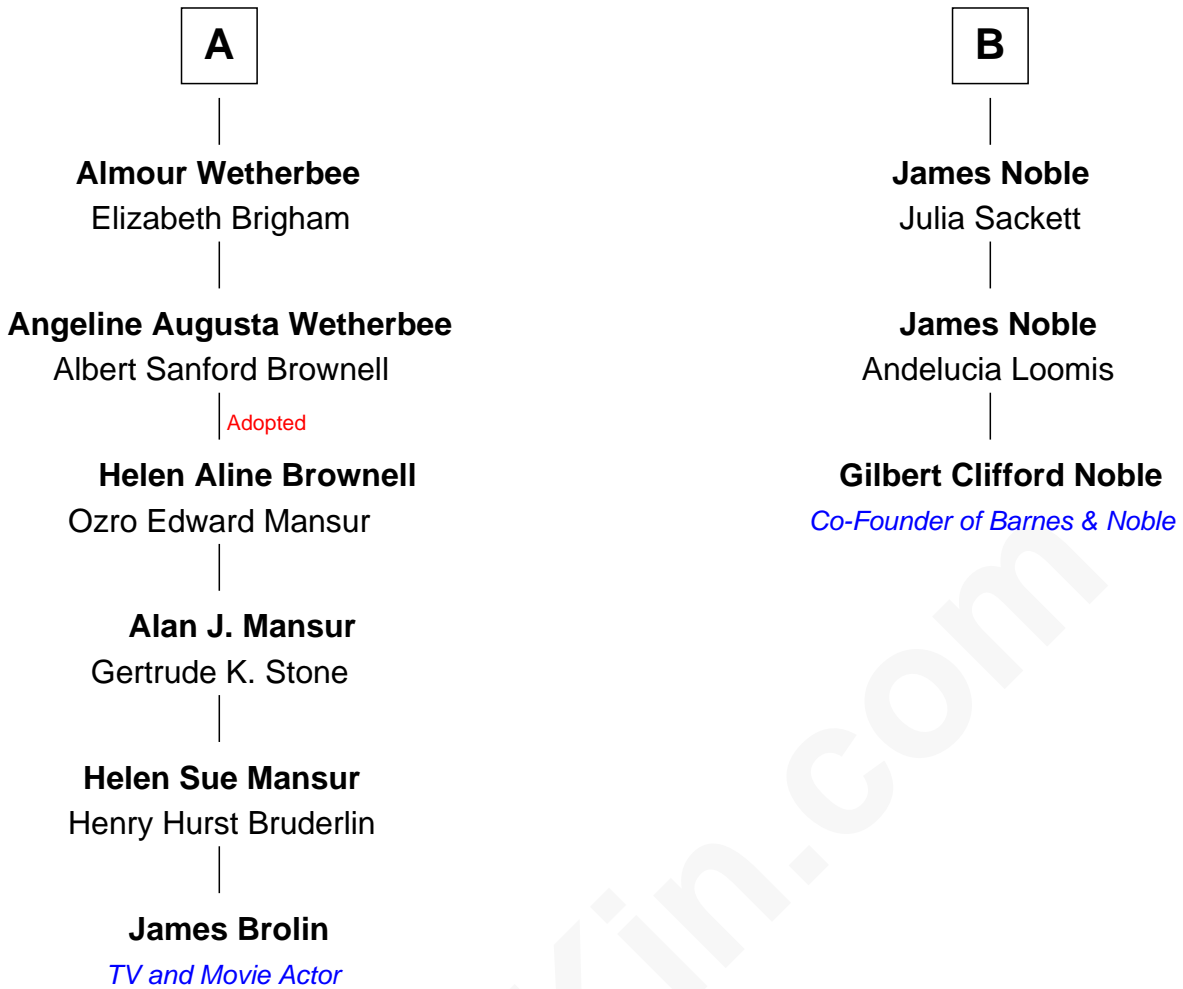 A
Almour Wetherbee
Elizabeth Brigham
Angeline Augusta Wetherbee
Albert Sanford Brownell
Adopted
Helen Aline Brownell
Ozro Edward Mansur
Alan J. Mansur
Gertrude K. Stone
Helen Sue Mansur
Henry Hurst Bruderlin
James Brolin
TV and Movie Actor
B
James Noble
Julia Sackett
James Noble
Andelucia Loomis
Gilbert Clifford Noble
Co-Founder of Barnes & Noble
Kin.com